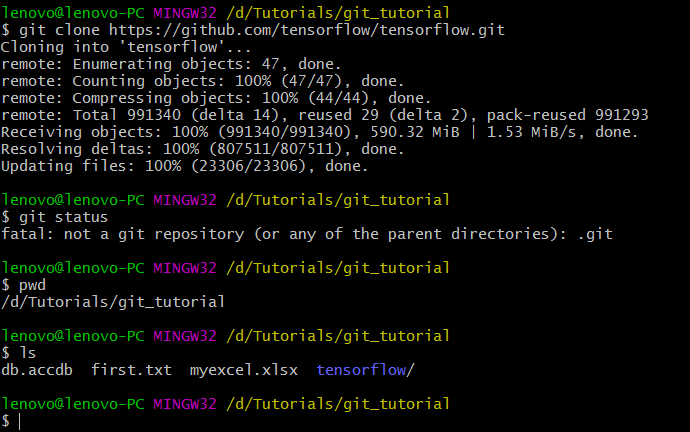 lenovo@lenovo-PC MINGW32 /d/Tutorials/git_tutorial
$ git clone https://github.com/tensorflow/tensorflow.git
Cloning into 'tensorflow'...
remote: Enumerating objects: 47, done.
remote: Counting objects: 100% (47/47), done.
remote: Compressing objects: 100% (44/44), done.
remote: Total 991340 (delta 14), reused 29 (delta 2), pack-reused 991293
Receiving objects: 100% (991340/991340), 590.32 MiB | 1.53 MiB/s, done.
Resolving deltas: 100% (807511/807511), done.
Updating files: 100% (23306/23306), done.
lenovo@lenovo-PC MINGW32 /d/Tutorials/git_tutorial
$ git status
fatal: not a git repository (or any of the parent directories): .git
lenovo@lenovo-PC MINGW32 /d/Tutorials/git_tutorial
$ pwd
/d/Tutorials/git_tutorial
lenovo@lenovo-PC MINGW32 /d/Tutorials/git_tutorial
$ ls
db.accdb  first.txt  myexcel.xlsx  tensorflow/
lenovo@lenovo-PC MINGW32 /d/Tutorials/git_tutorial
$